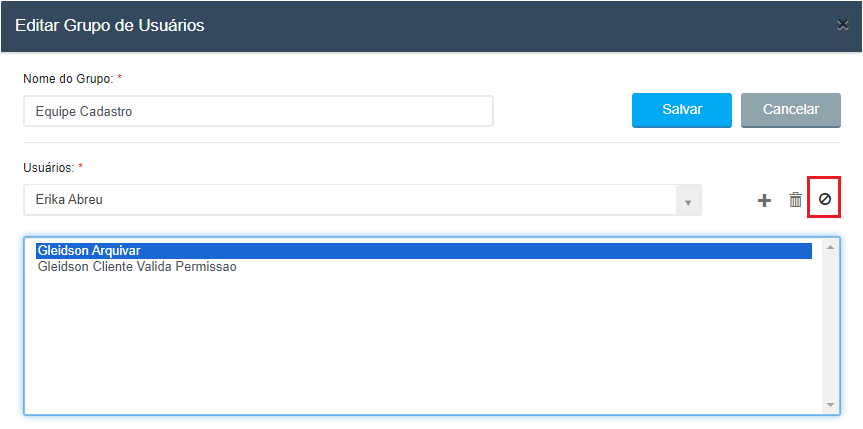 Editar Grupo de Usuários
Nome do Grupo: *
Equipe Cadastro
Salvar
Cancelar
Usuários: *
Erika Abreu
Gleidson Arquivar
Gleidson Cliente Valida Permissao